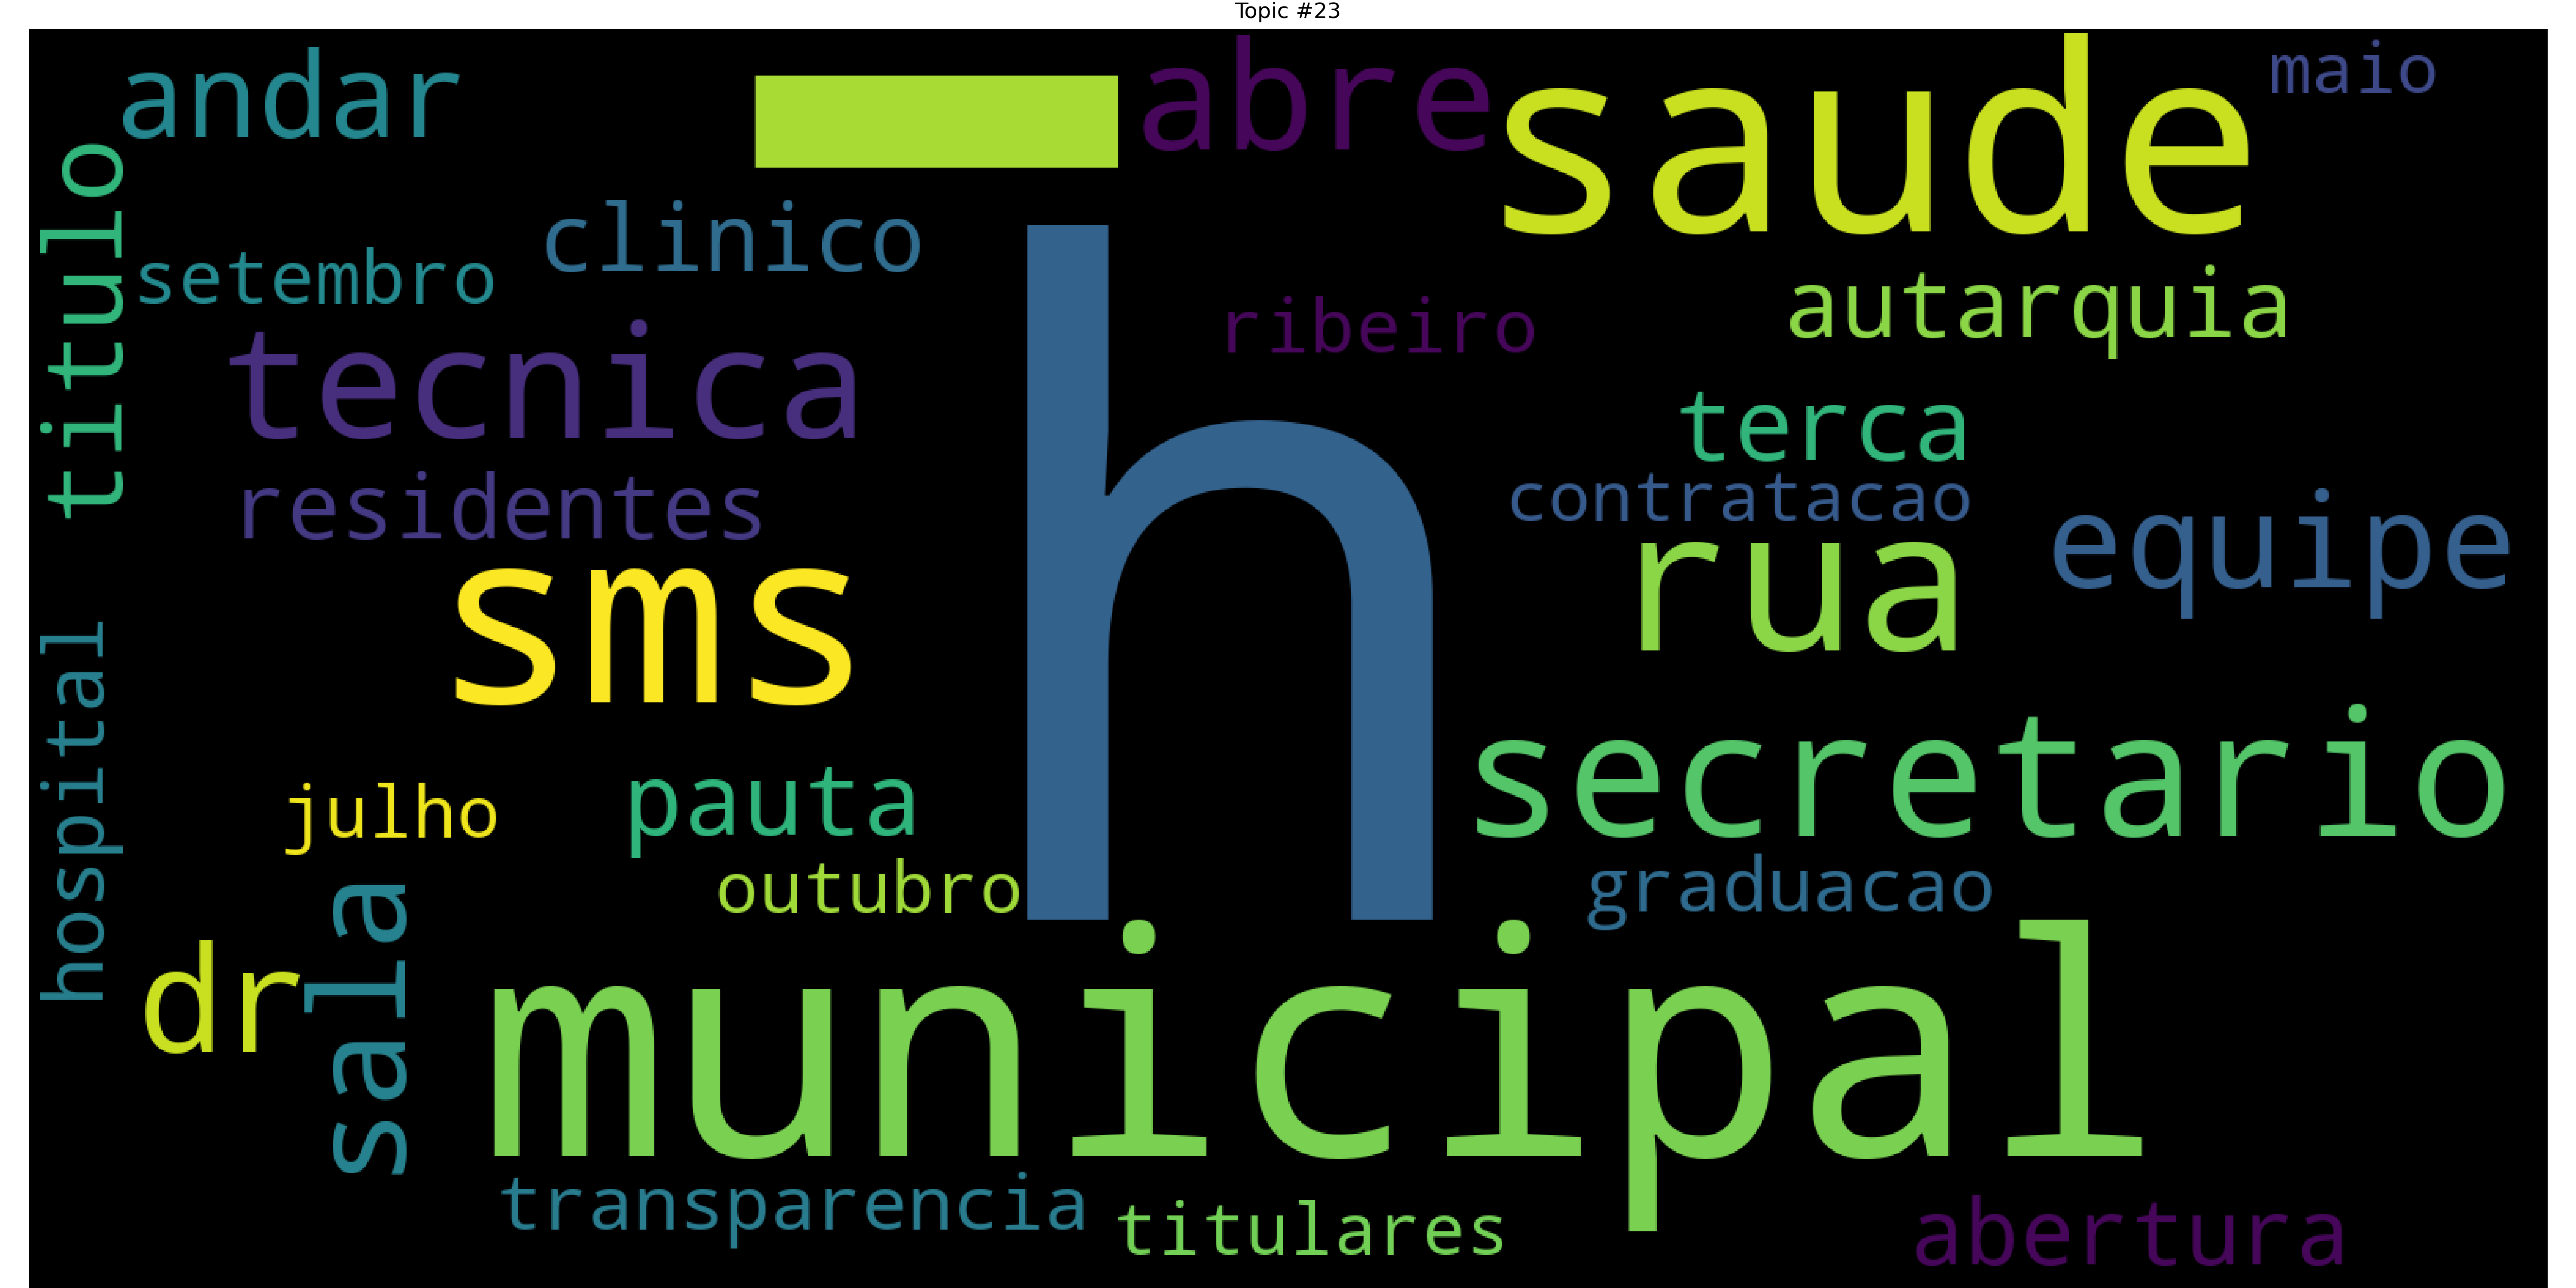 Topic #23
andar
_
abre
saude
maio
titulo
setembro
clinico
ribeiro
autarquia
tecnica
h
terca
residentes
contratacao
equipe
sms
rua
hospital
julho
pauta
secretario
outubro
graduacao
dr
sala
municipal
transparencia
titulares
abertura